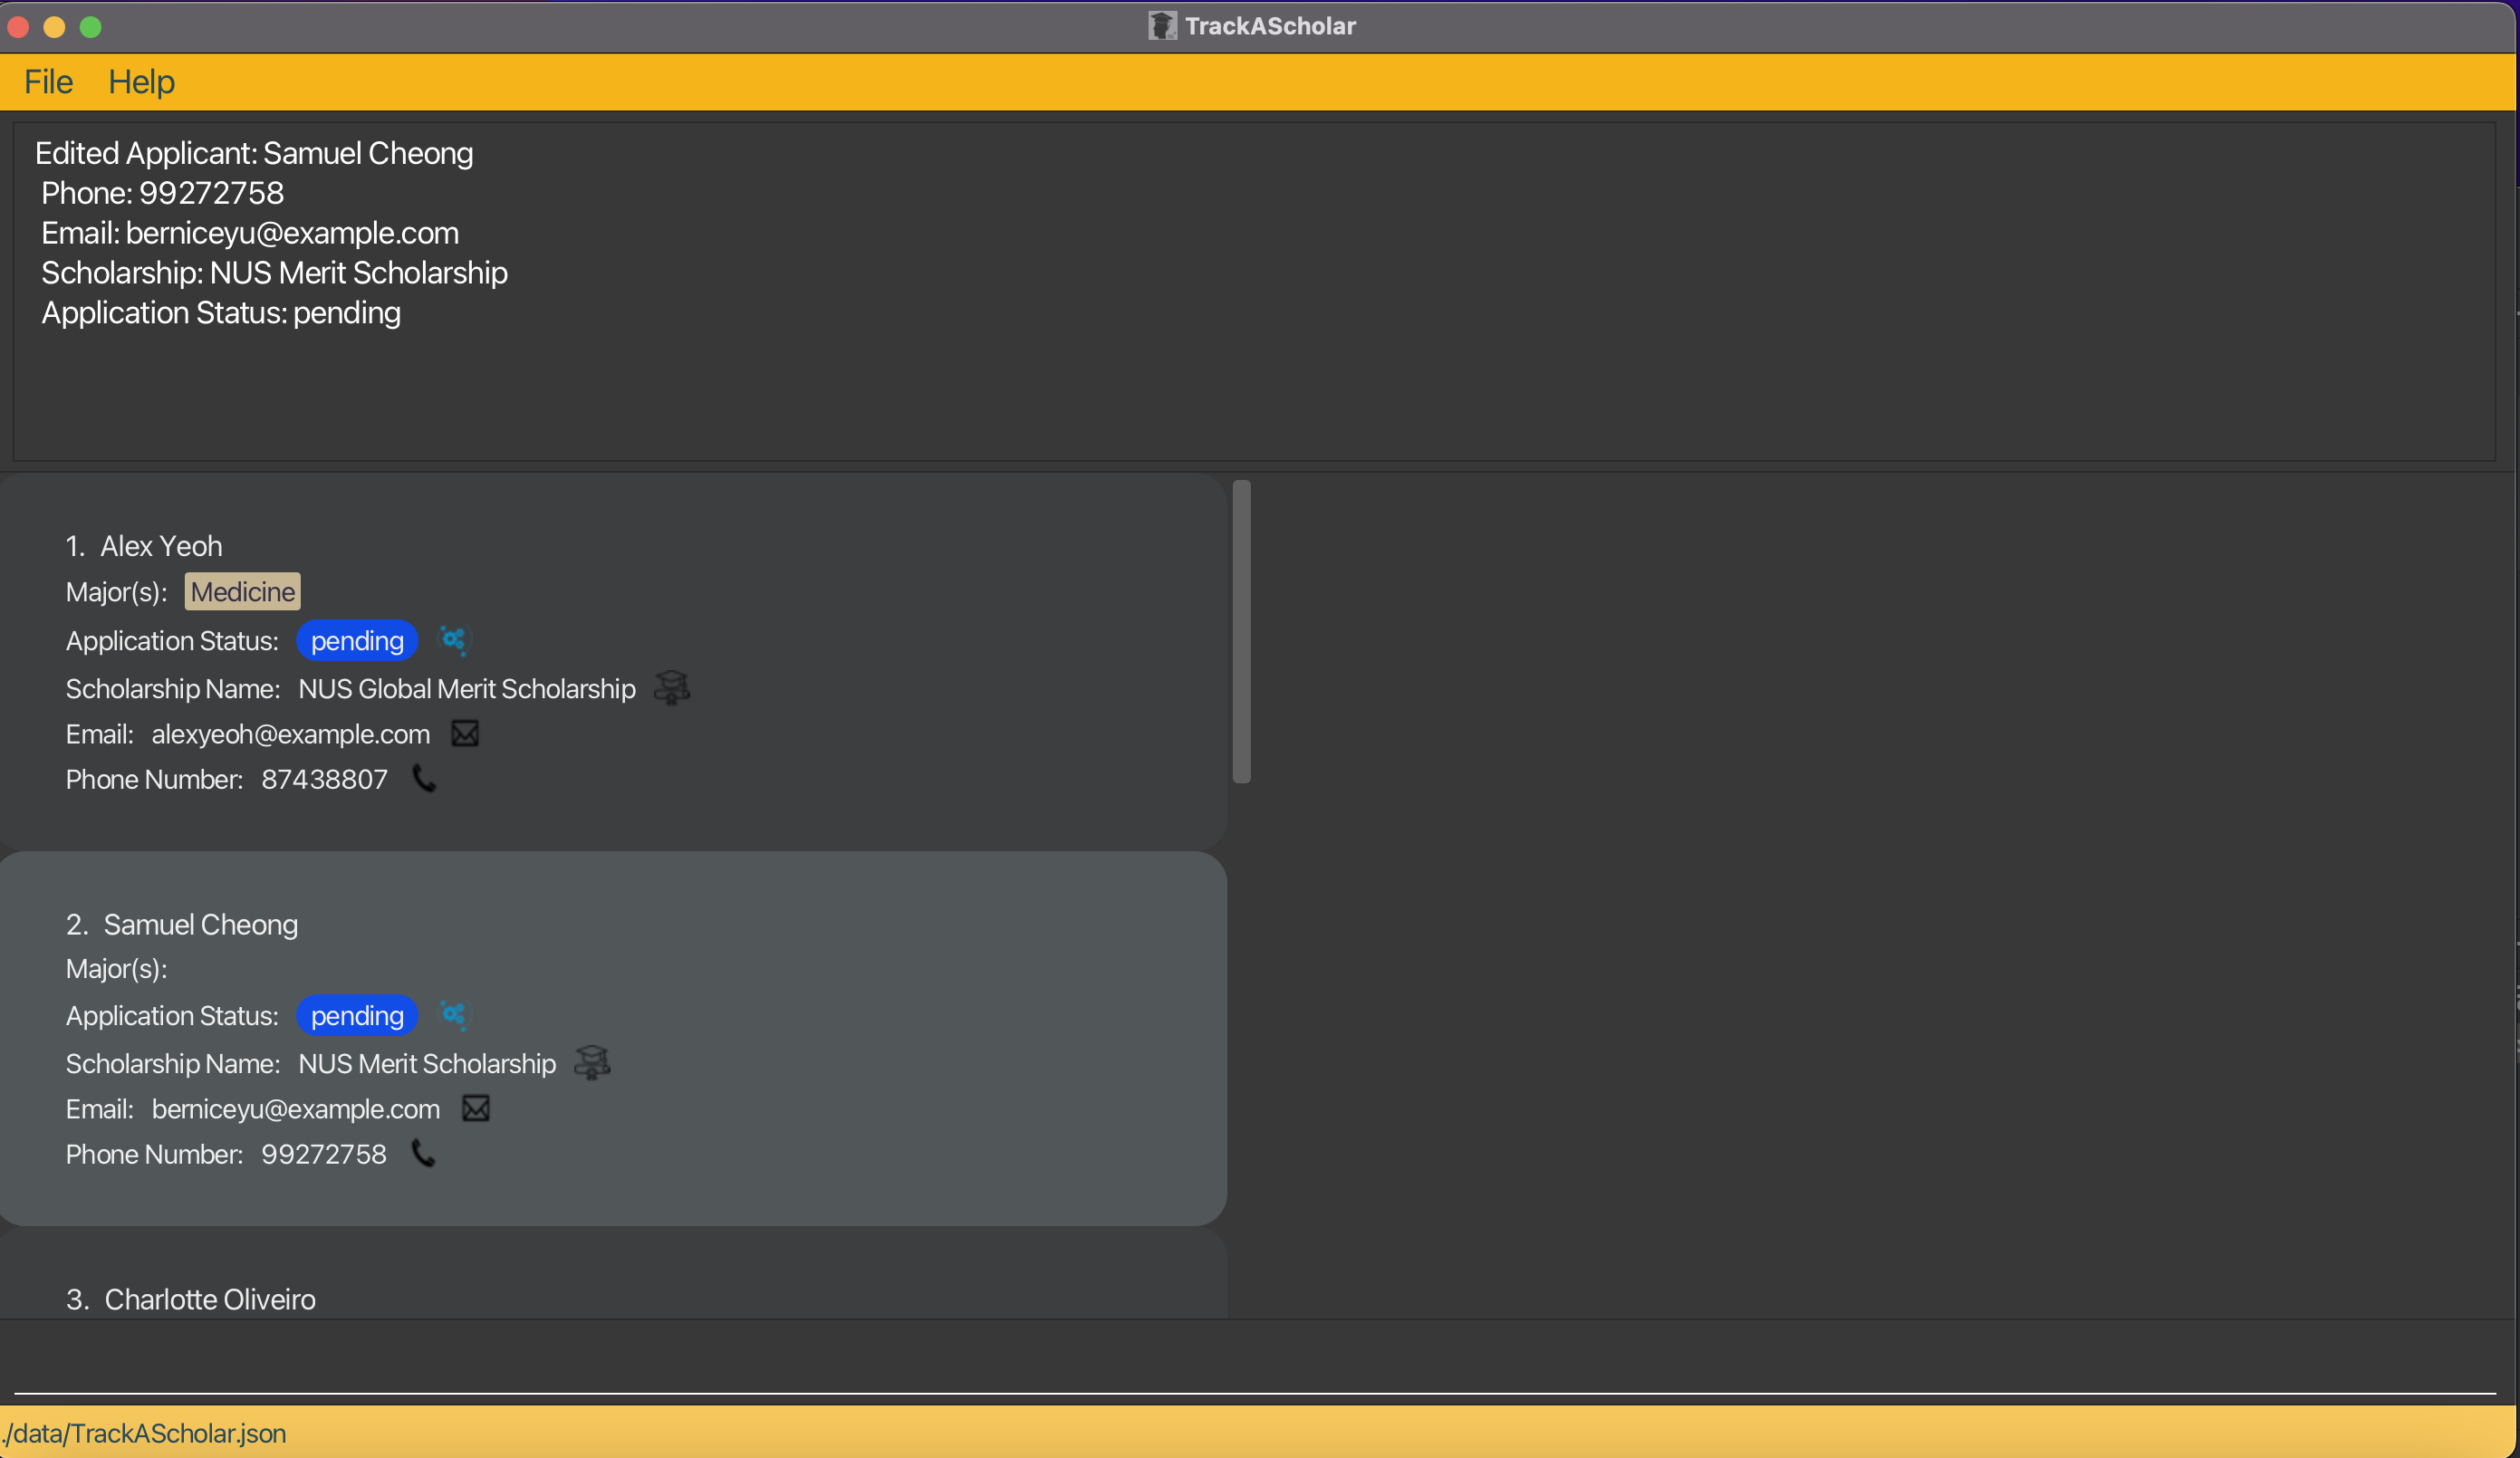 TrackAScholar
File Help
Edited Applicant: Samuel Cheong
Phone: 99272758
Email: berniceyu@example.com
Scholarship: NUS Merit Scholarship
Application Status: pending
1. Alex Yeoh
Major(s): Medicine
Application Status: pending
Scholarship Name: NUS Global Merit Scholarship
Email: alexyeoh@example.com
Phone Number: 87438807
2. Samuel Cheong
Major(s):
Application Status: pending
Scholarship Name: NUS Merit Scholarship
Email: berniceyu@example.com
Phone Number: 99272758
3. Charlotte Oliveiro
./data/TrackAScholar.json